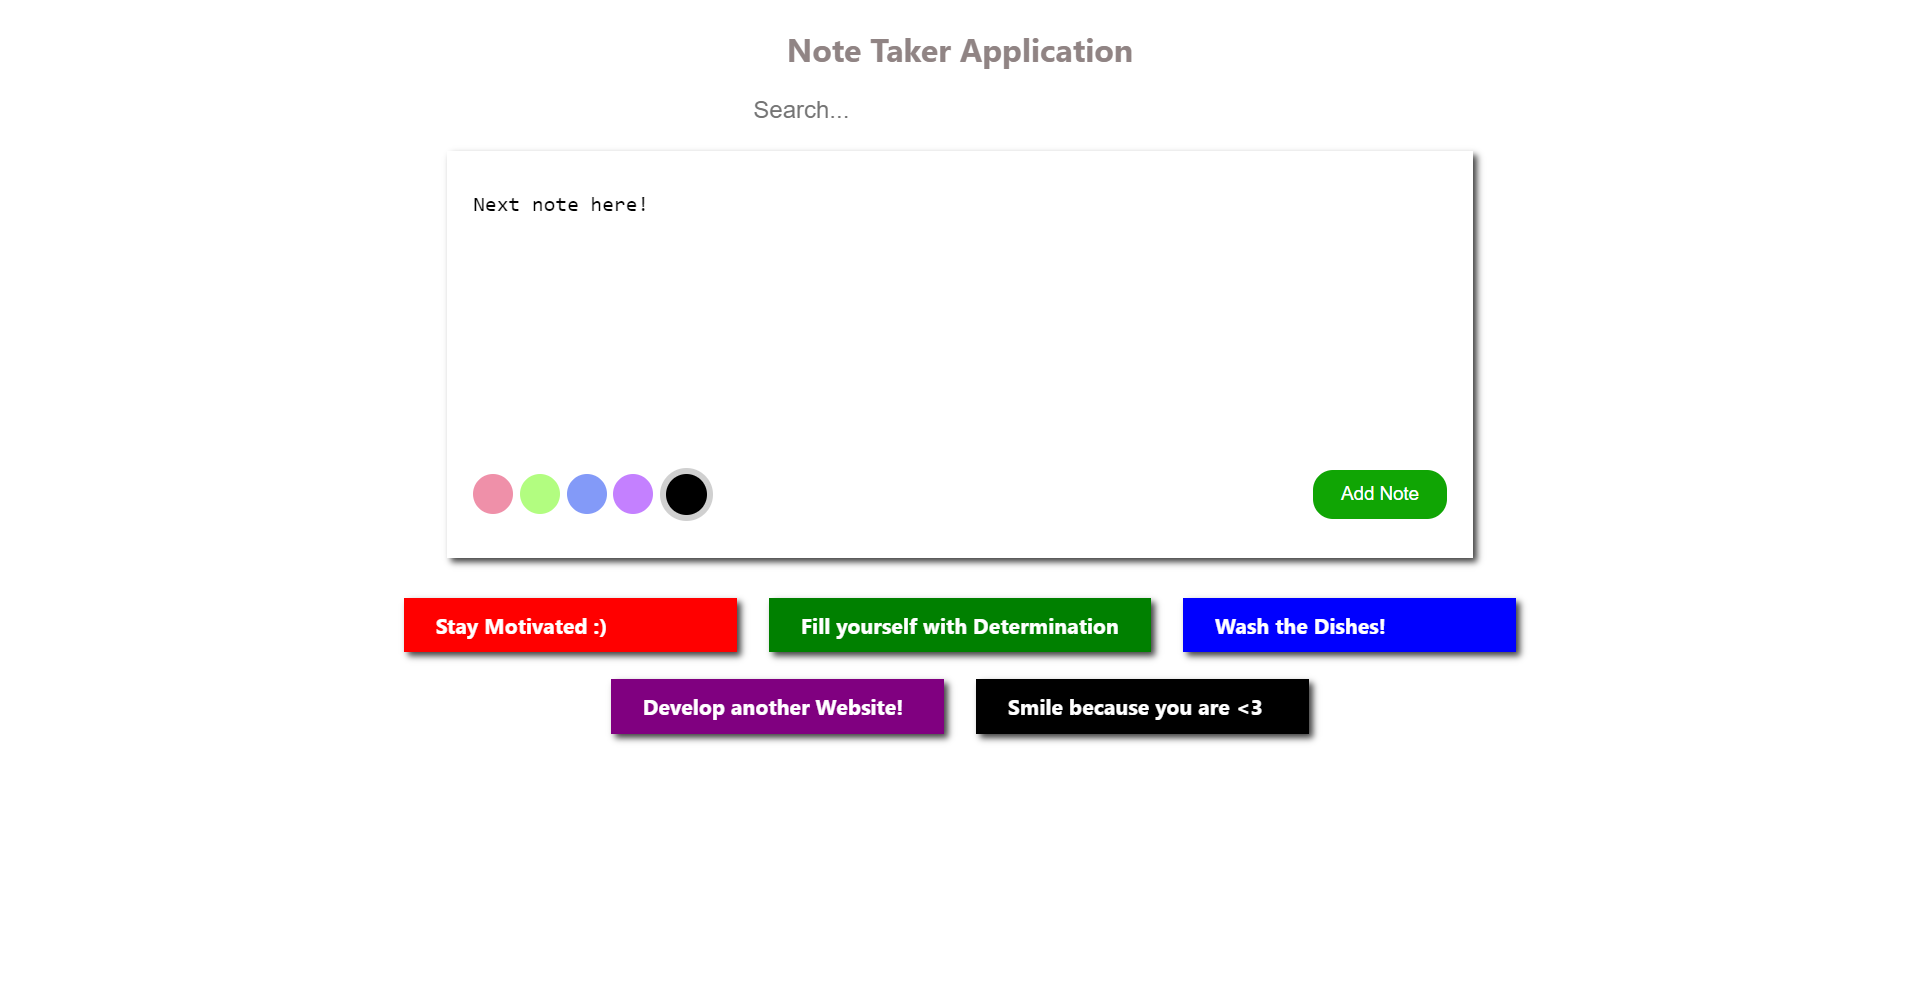 Note Taker Application
Search...
Next note here!
Add Note
Stay Motivated :)
Fill yourself with Determination
Wash the Dishes!
Develop another Website!
Smile because you are <3